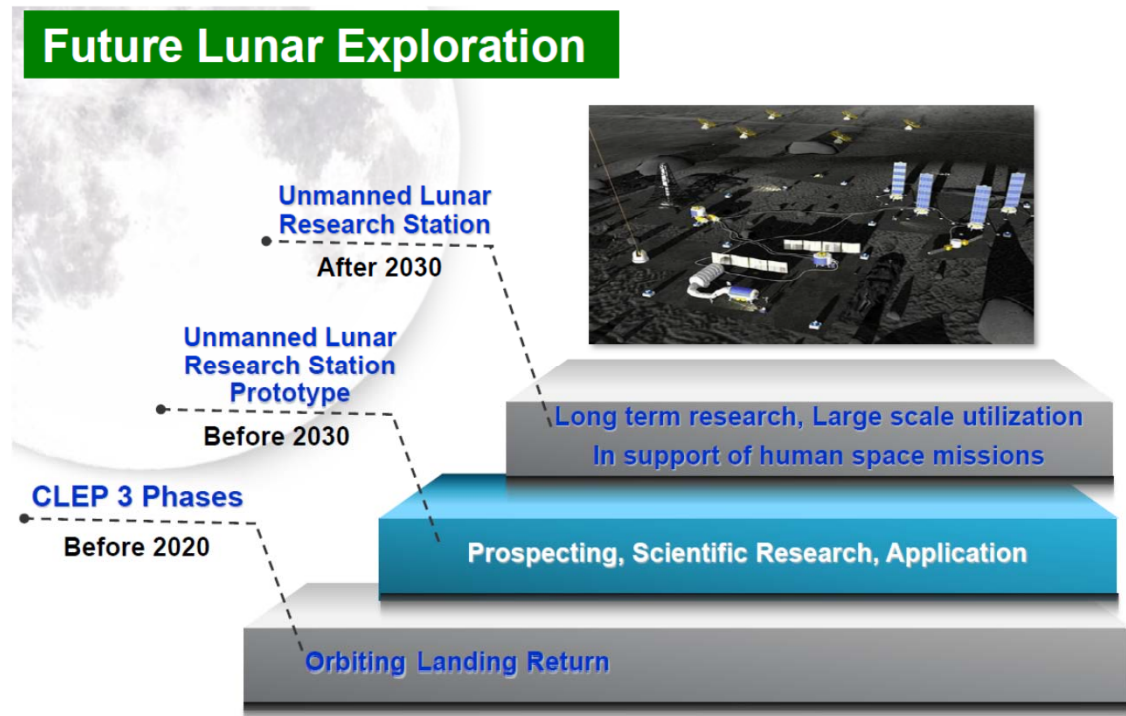 Future Lunar Exploration
Unmanned Lunar
Research Station
After 2030
Unmanned Lunar
Research Station
Prototype
Before 2030
CLEP 3 Phases
Before 2020
Long term research, Large scale utilization
In support of human space missions
Prospecting, Scientific Research, Application
Orbiting Landing Return